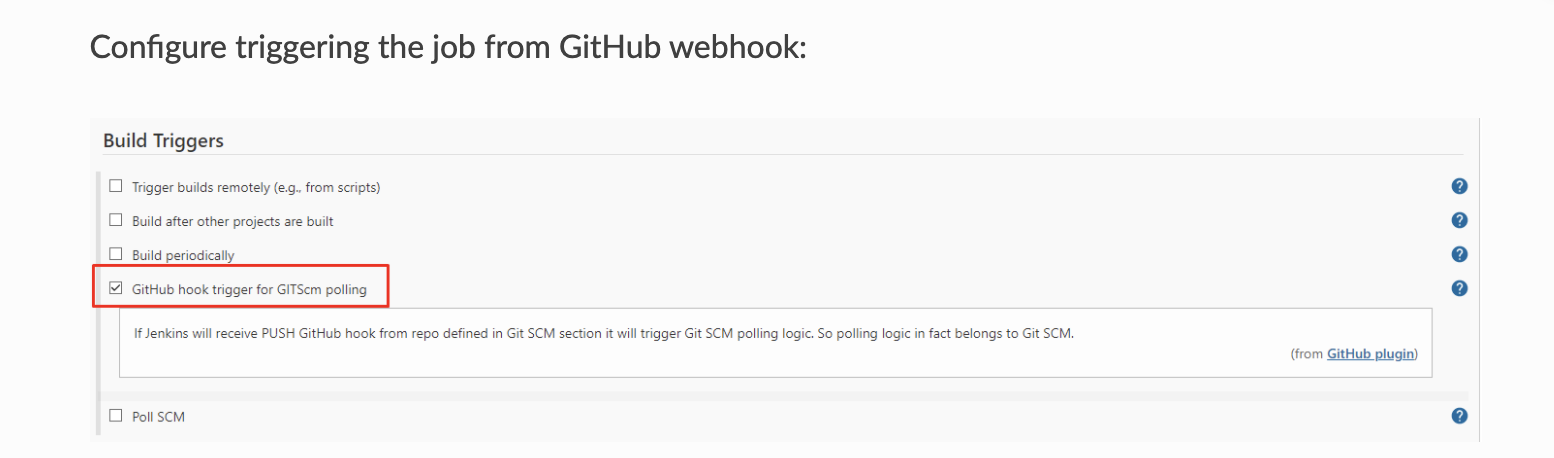 Configure triggering the job from GitHub webhook:
Build Triggers
Trigger builds remotely (e.g., from scripts)
Build after other projects are built
Build periodically
GitHub hook trigger for GITScm polling
If Jenkins will receive PUSH GitHub hook from repo defined in Git SCM section it will trigger Git SCM polling logic. So polling logic in fact belongs to Git SCM.
(from GitHub plugin)
Poll SCM